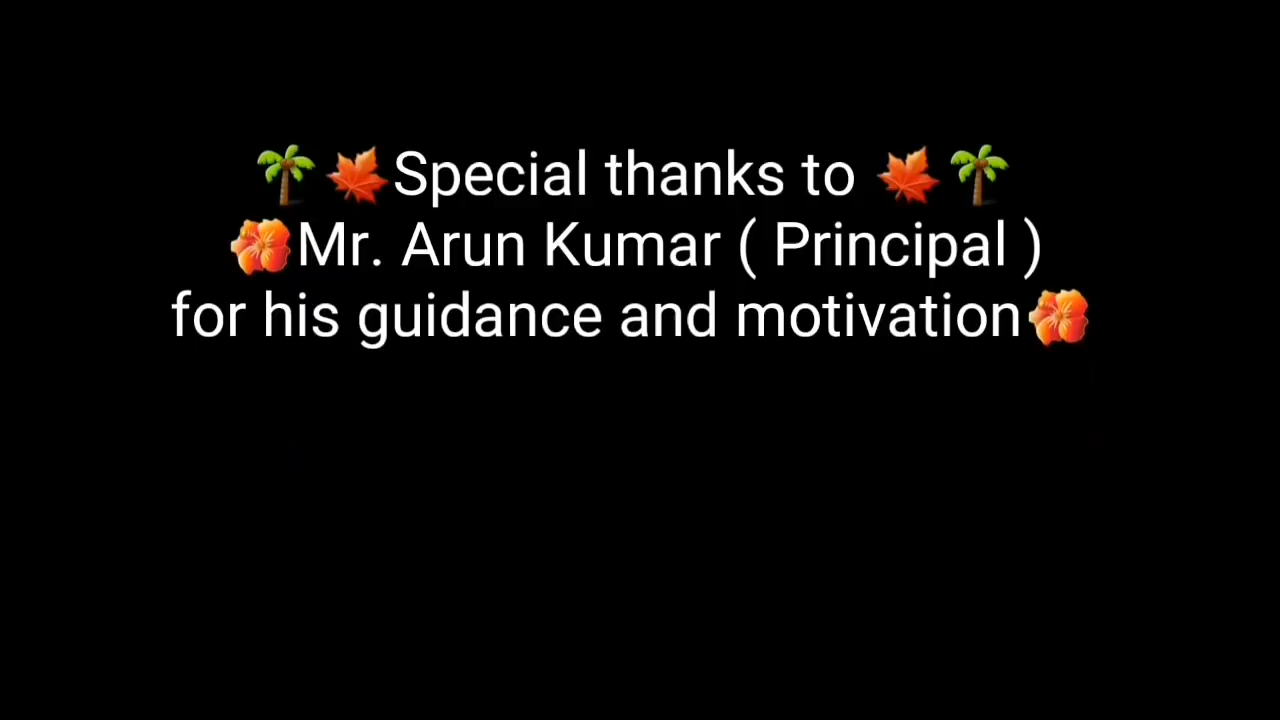 🌴🍁Special thanks to 🍁🌴
🌺Mr. Arun Kumar ( Principal )
for his guidance and motivation🌺